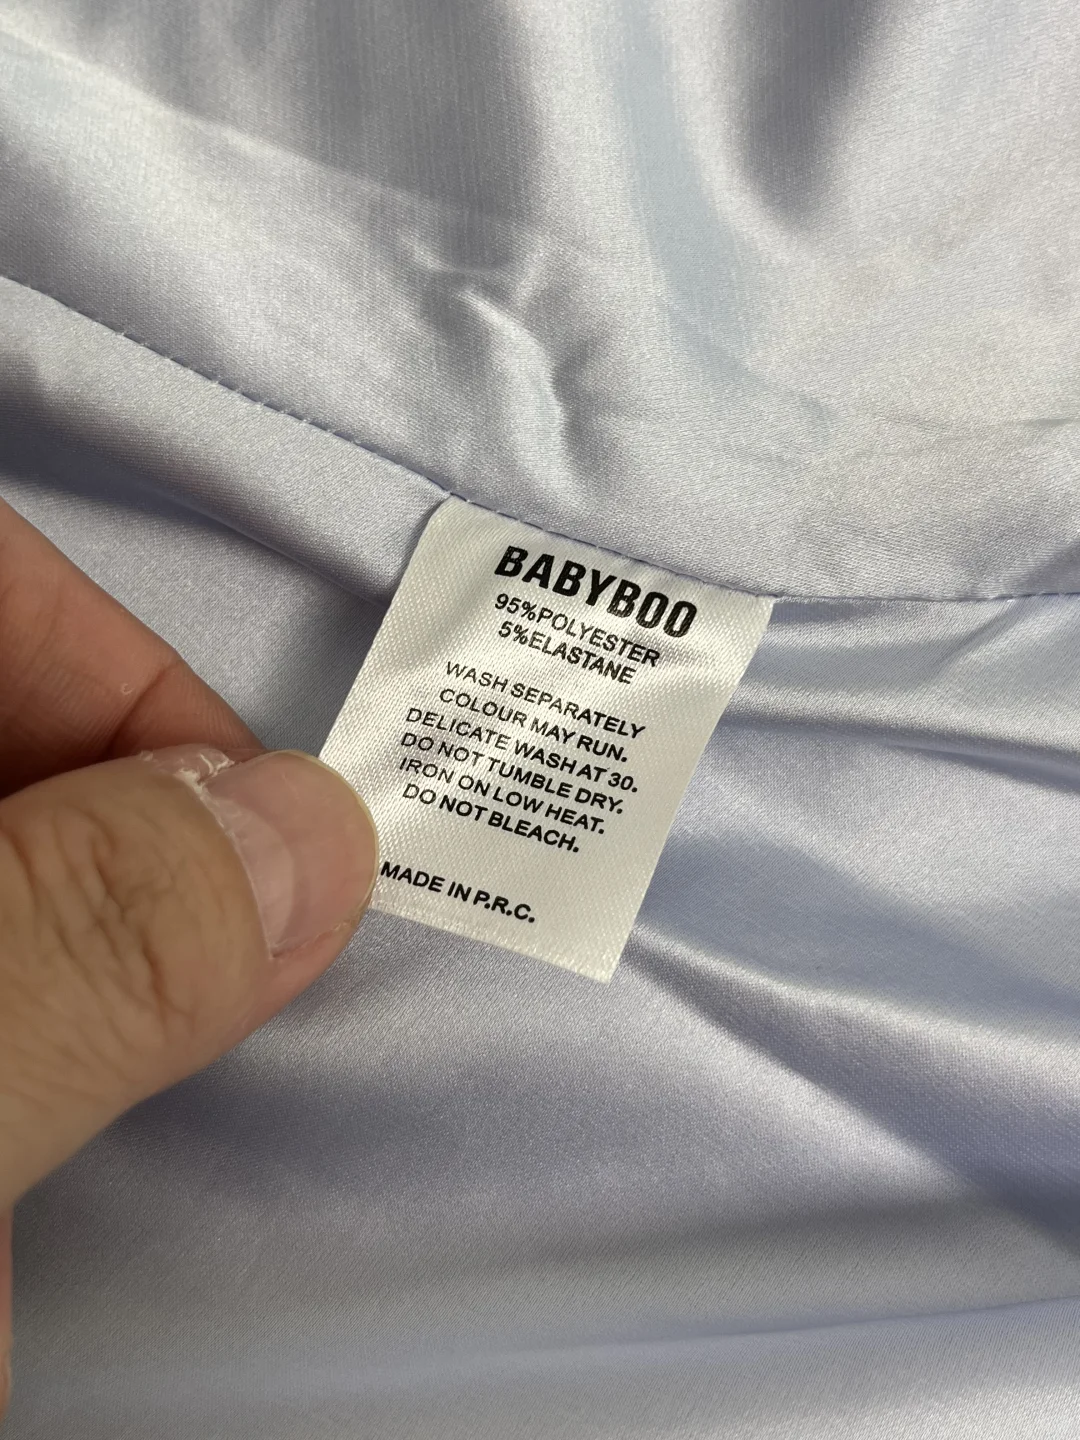 BABYBOO
95%POLYESTER
5%ELASTANE
WASH SEPARATELY
COLOUR MAY RUN.
DELICATE WASH AT 30.
DO NOT TUMBLE DRY.
IRON ON LOW HEAT.
DO NOT BLEACH.
MADE IN P.R.C.